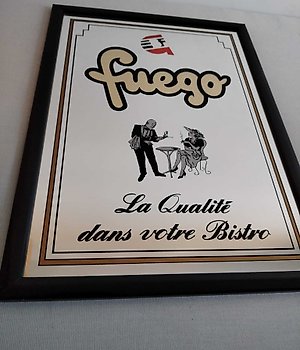 fuego
La Qualité
dans votre Bistro